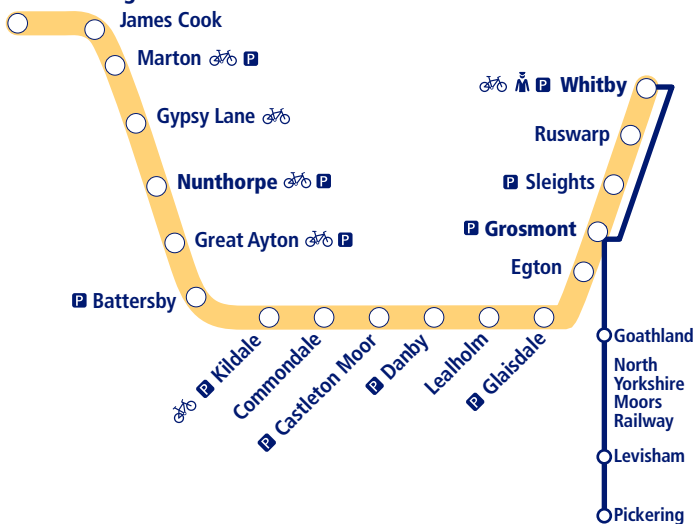 James Cook
Marton P
Gypsy Lane
Nunthorpe P
Great Ayton P
P Battersby
P Kildale
Commondale
P Castleton Moor
P Danby
Lealholm
P Glaisdale
Egton
P Grosmont
P Sleights
Ruswarp
P Whitby
Goathland
North
Yorkshire
Moors
Railway
Levisham
Pickering